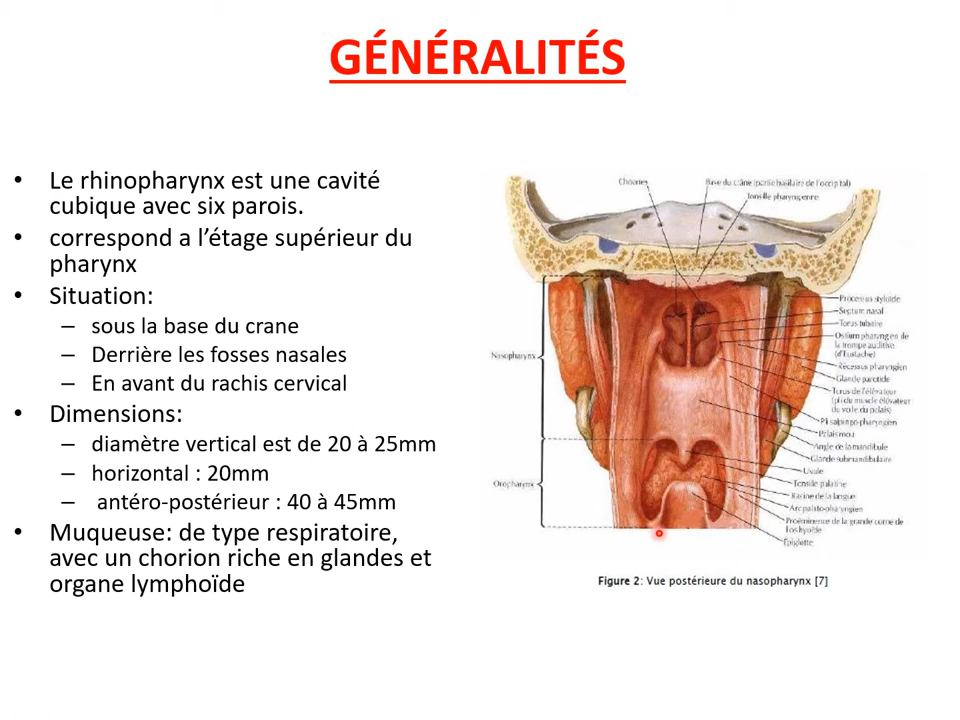 GÉNÉRALITÉS
• Le rhinopharynx est une cavité
cubique avec six parois.
• correspond a l’étage supérieur du
pharynx
• Situation:
– sous la base du crane
– Derrière les fosses nasales
– En avant du rachis cervical
• Dimensions:
– diamètre vertical est de 20 à 25mm
– horizontal : 20mm
– antéro-postérieur : 40 à 45mm
• Muqueuse: de type respiratoire,
avec un chorion riche en glandes et
organe lymphoïde
Choanes
Base du crâne (partie basilaire de l'occipital)
Tonsille pharyngienne
Processus styloïde
Septum nasal
Torus tubaire
Ostium pharyngien de
la trompe auditive
(d'Eustache)
Récessus pharyngien
Glande parotide
Torus de l'élévateur
(pli du muscle élévateur
du voile du palais)
Pli salpingo-pharyngien
Palais mou
Angle de la mandibule
Glande submandibulaire
Uvule
Tonsille palatine
Racine de la langue
Arc palato-pharyngien
Proéminence de la grande corne de
l'os hyoïde
Épiglotte
Nasopharynx
Oropharynx
Figure 2: Vue postérieure du nasopharynx [7]